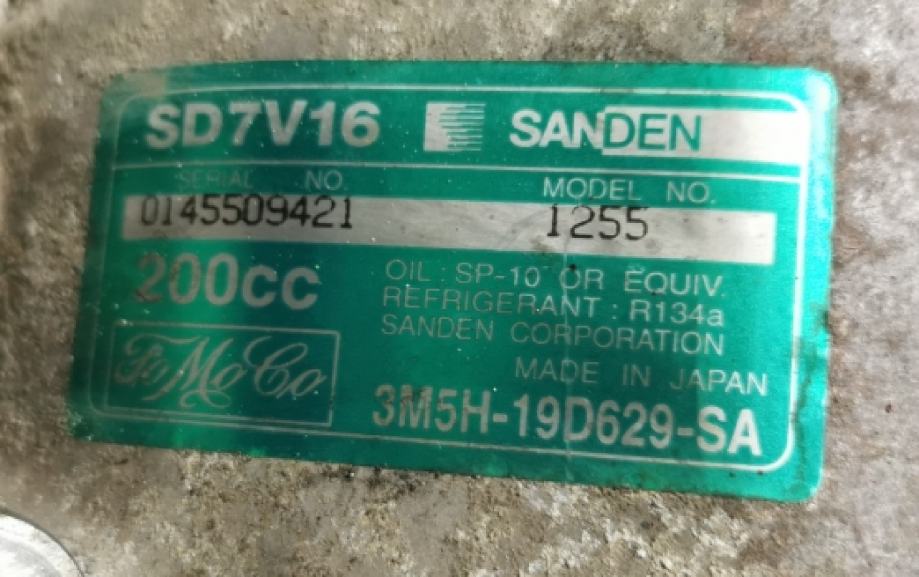 SD7V16 SANDEN
SERIAL NO. MODEL NO.
0145509421 1255
200cc
OIL : SP-10 OR EQUIV.
REFRIGERANT : R134a
SANDEN CORPORATION
MADE IN JAPAN
FoMoCo
3M5H-19D629-SA